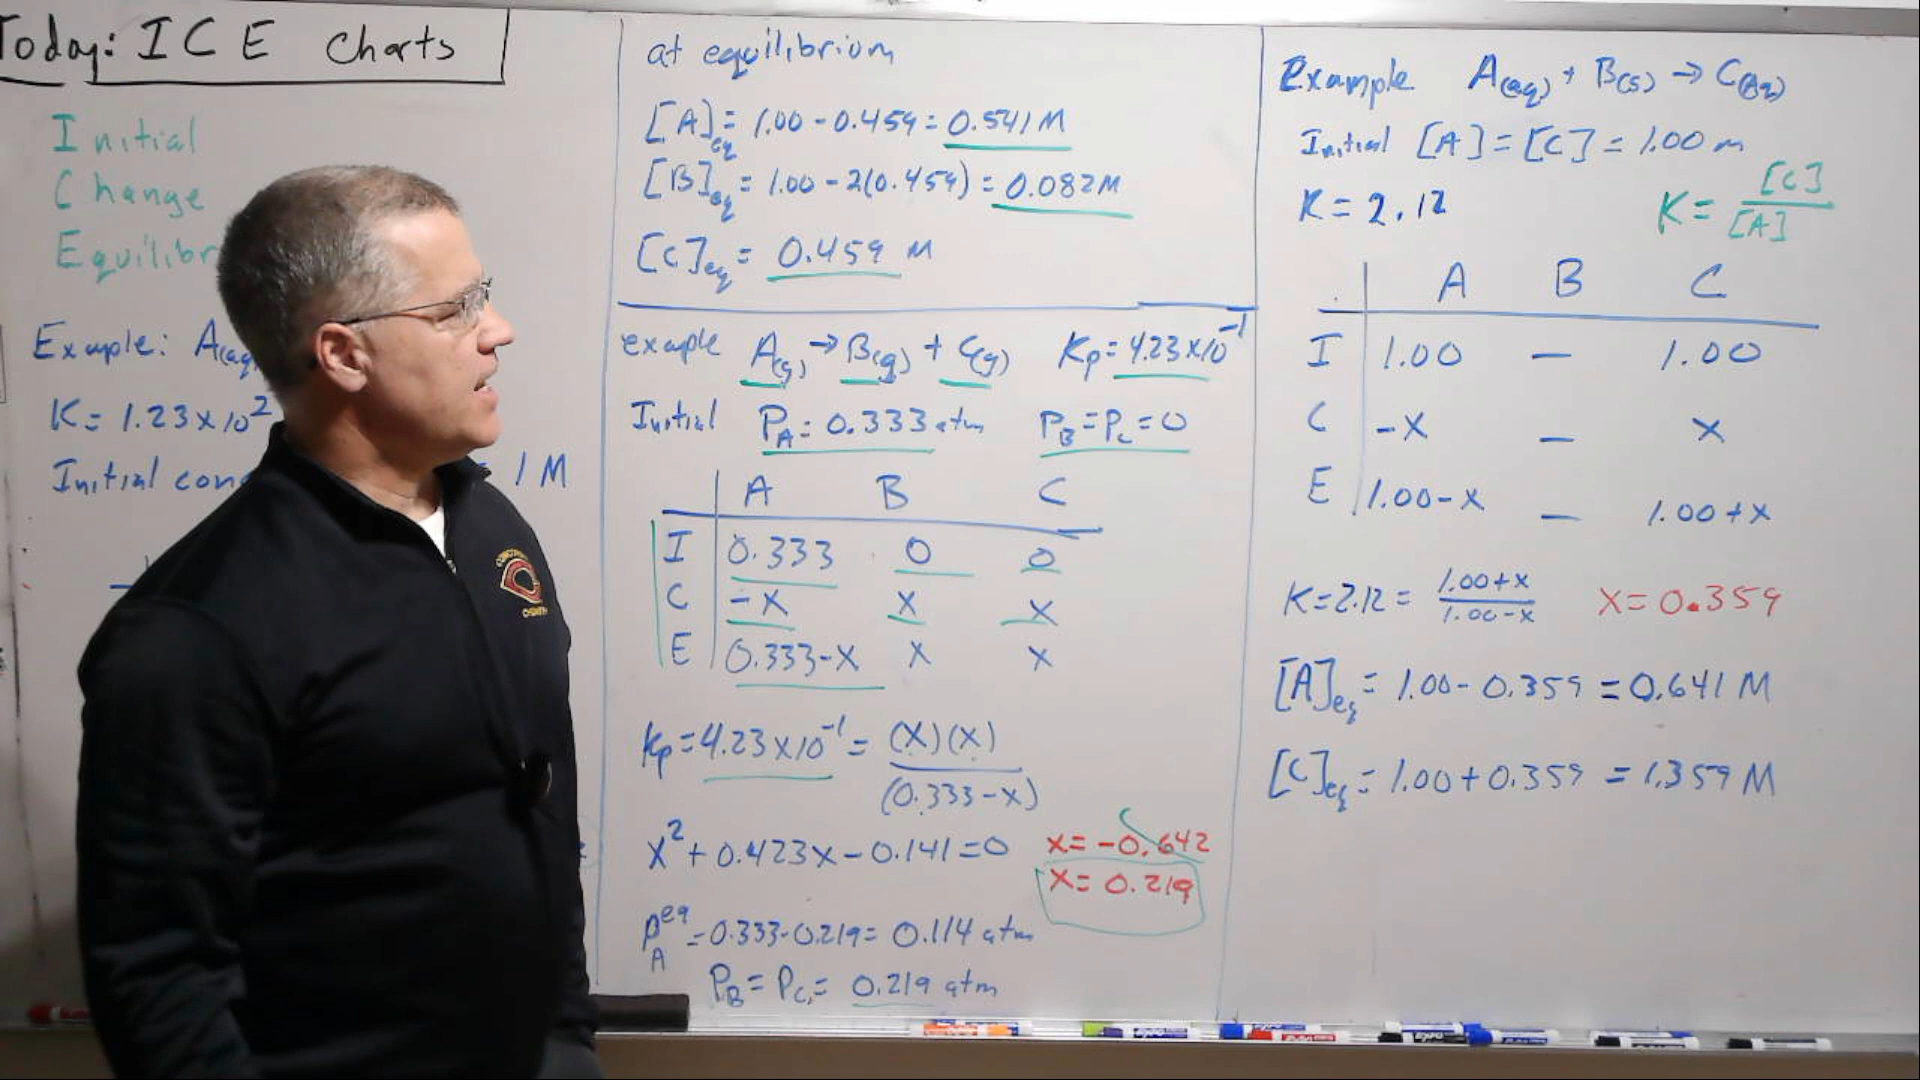 Today: ICE Charts
Initial
Change
Equilibr
Example: A(aq
K = 1.23 x 10²
Initial conc = 1 M
at equilibrium
[A]eq = 1.00 - 0.459 = 0.541 M
[B]eq = 1.00 - 2(0.459) = 0.082 M
[C]eq = 0.459 M
example A(g) → B(g) + C(g) Kp = 4.23 x 10⁻¹
Initial PA = 0.333 atm PB = PC = 0
A B C
I 0.333 0 0
C -x x x
E 0.333-x x x
Kp = 4.23 x 10⁻¹ = (x)(x)
(0.333-x)
x² + 0.423x - 0.141 = 0
x = -0.642
x = 0.219
PAeq = 0.333-0.219 = 0.114 atm
PB = PC = 0.219 atm
Example A(aq) + B(s) → C(aq)
Initial [A] = [C] = 1.00 m
K = 2.12
K = [C]
[A]
A B C
I 1.00 – 1.00
C -x – x
E 1.00-x – 1.00+x
K = 2.12 = 1.00+x
1.00-x
x = 0.359
[A]eq = 1.00 - 0.359 = 0.641 M
[C]eq = 1.00 + 0.359 = 1.359 M